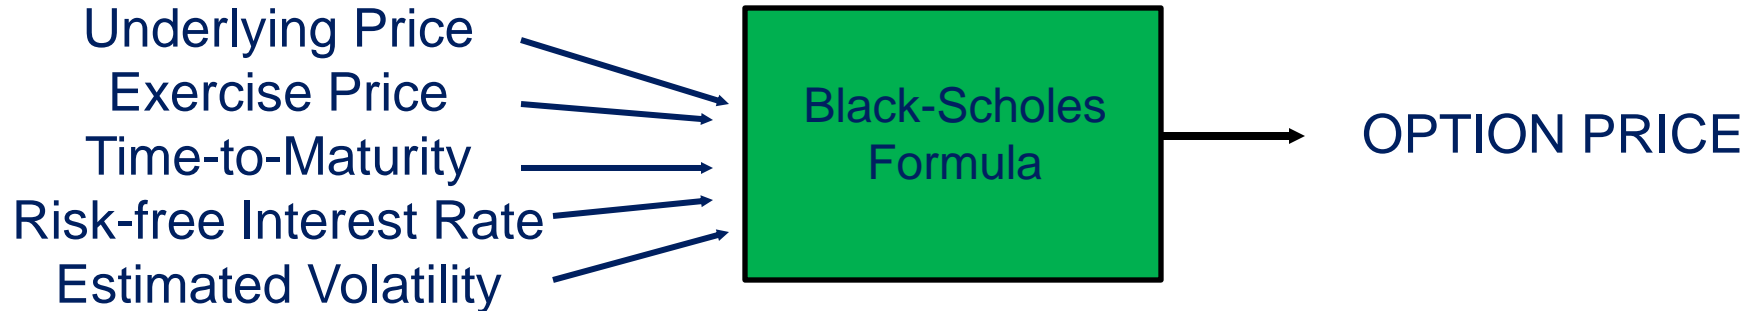 Underlying Price
Exercise Price
Time-to-Maturity
Risk-free Interest Rate
Estimated Volatility
Black-Scholes
Formula
OPTION PRICE